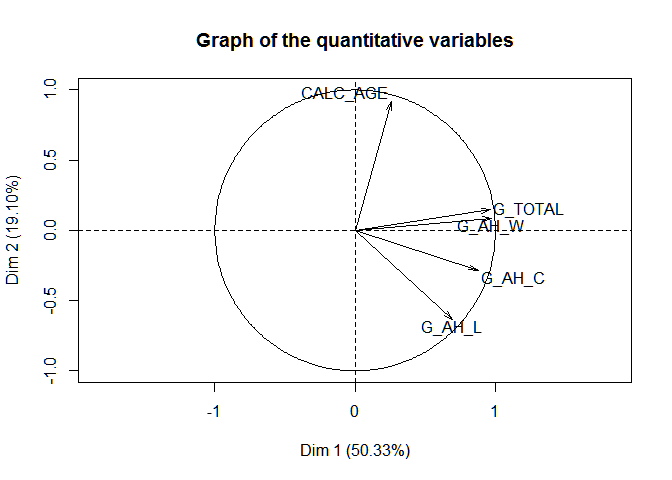 Graph of the quantitative variables
CALC_AGE
G_TOTAL
G_AH_W
G_AH_C
G_AH_L
Dim 2 (19.10%)
1.0
0.5
0.0
-0.5
-1.0
-1
0
1
Dim 1 (50.33%)